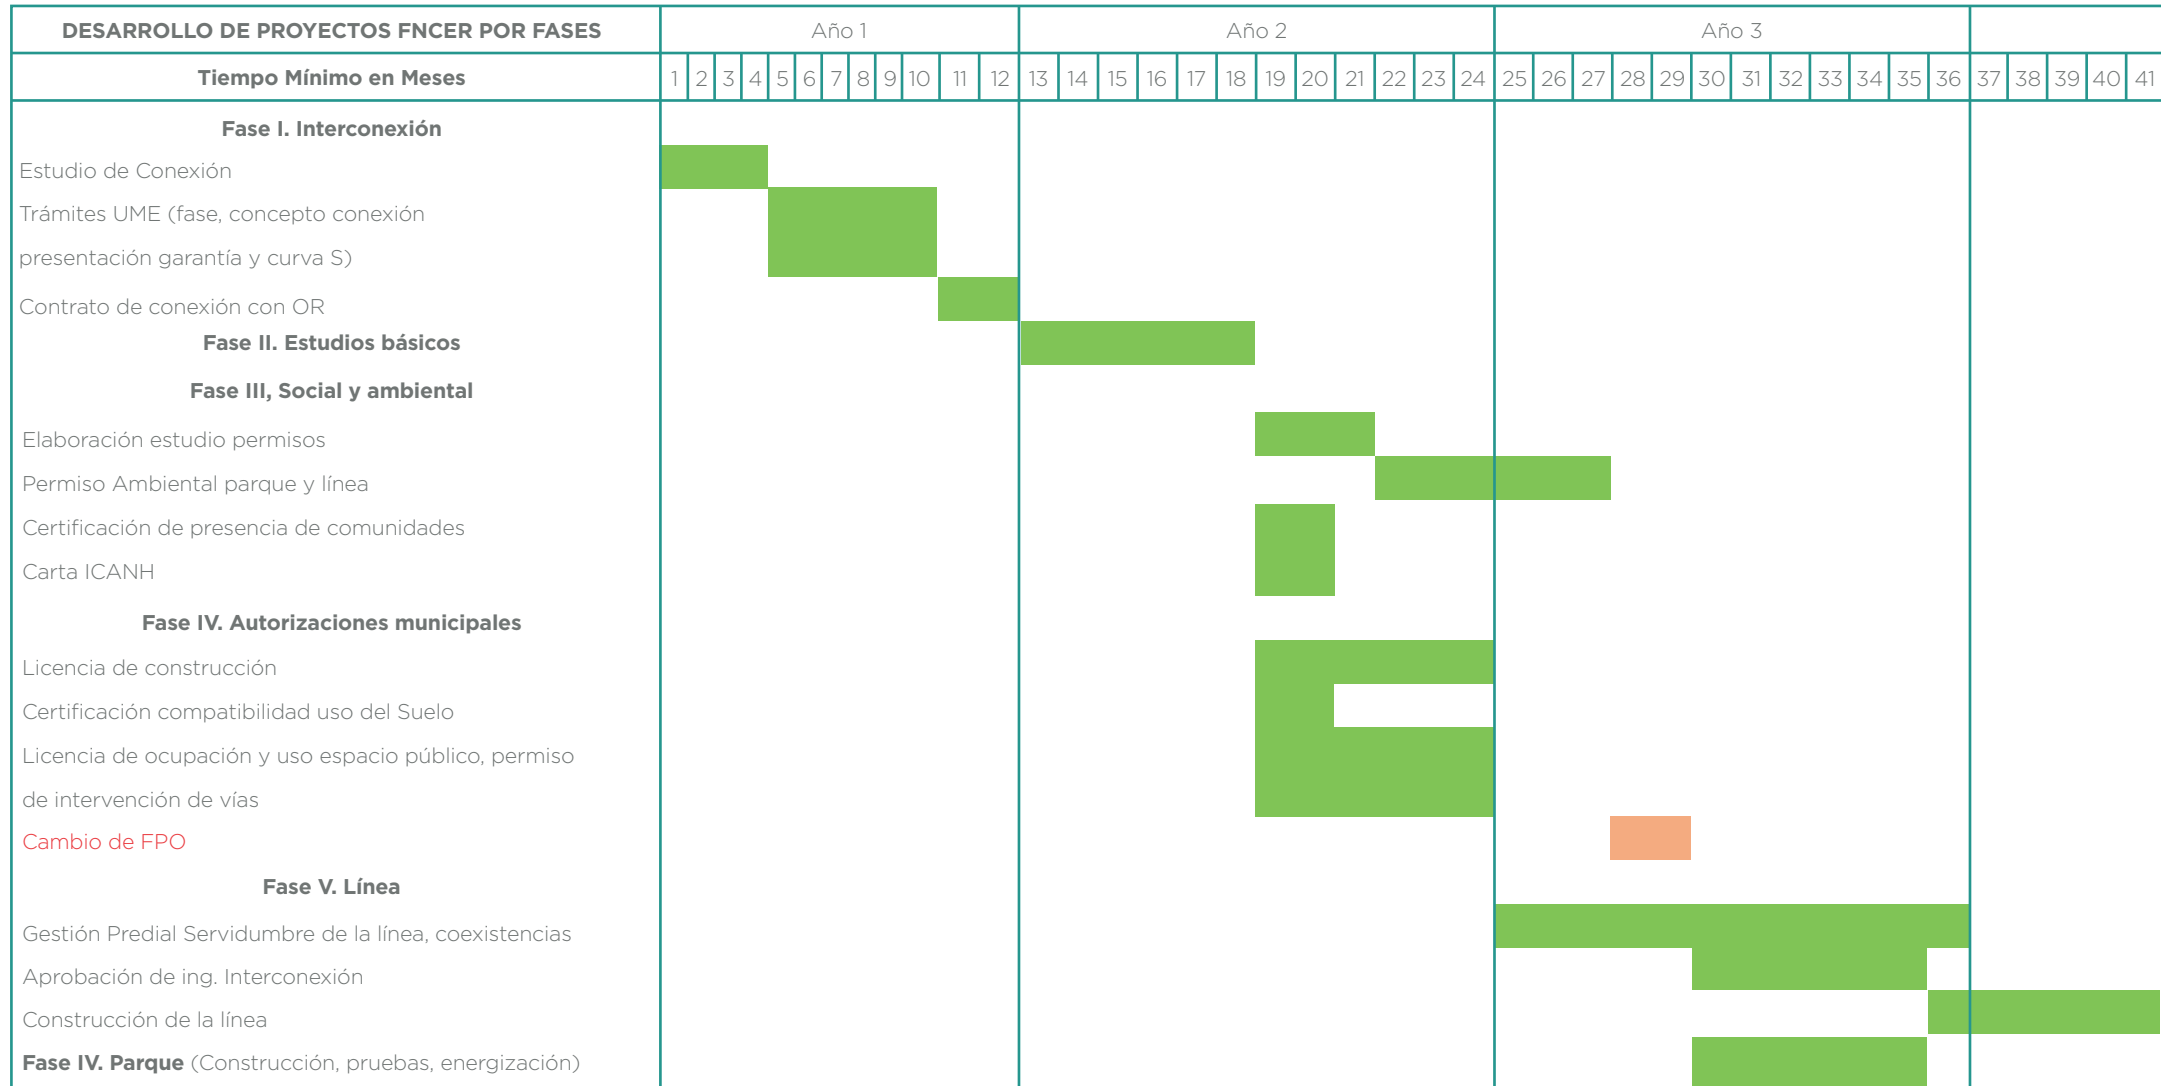 DESARROLLO DE PROYECTOS FNCER POR FASES Año 1 Año 2 Año 3
Tiempo Mínimo en Meses 1 2 3 4 5 6 7 8 9 10 11 12 13 14 15 16 17 18 19 20 21 22 23 24 25 26 27 28 29 30 31 32 33 34 35 36 37 38 39 40 41
Fase I. Interconexión
Estudio de Conexión
Trámites UME (fase, concepto conexión
presentación garantía y curva S)
Contrato de conexión con OR
Fase II. Estudios básicos
Fase III, Social y ambiental
Elaboración estudio permisos
Permiso Ambiental parque y línea
Certificación de presencia de comunidades
Carta ICANH
Fase IV. Autorizaciones municipales
Licencia de construcción
Certificación compatibilidad uso del Suelo
Licencia de ocupación y uso espacio público, permiso
de intervención de vías
Cambio de FPO
Fase V. Línea
Gestión Predial Servidumbre de la línea, coexistencias
Aprobación de ing. Interconexión
Construcción de la línea
Fase IV. Parque (Construcción, pruebas, energización)